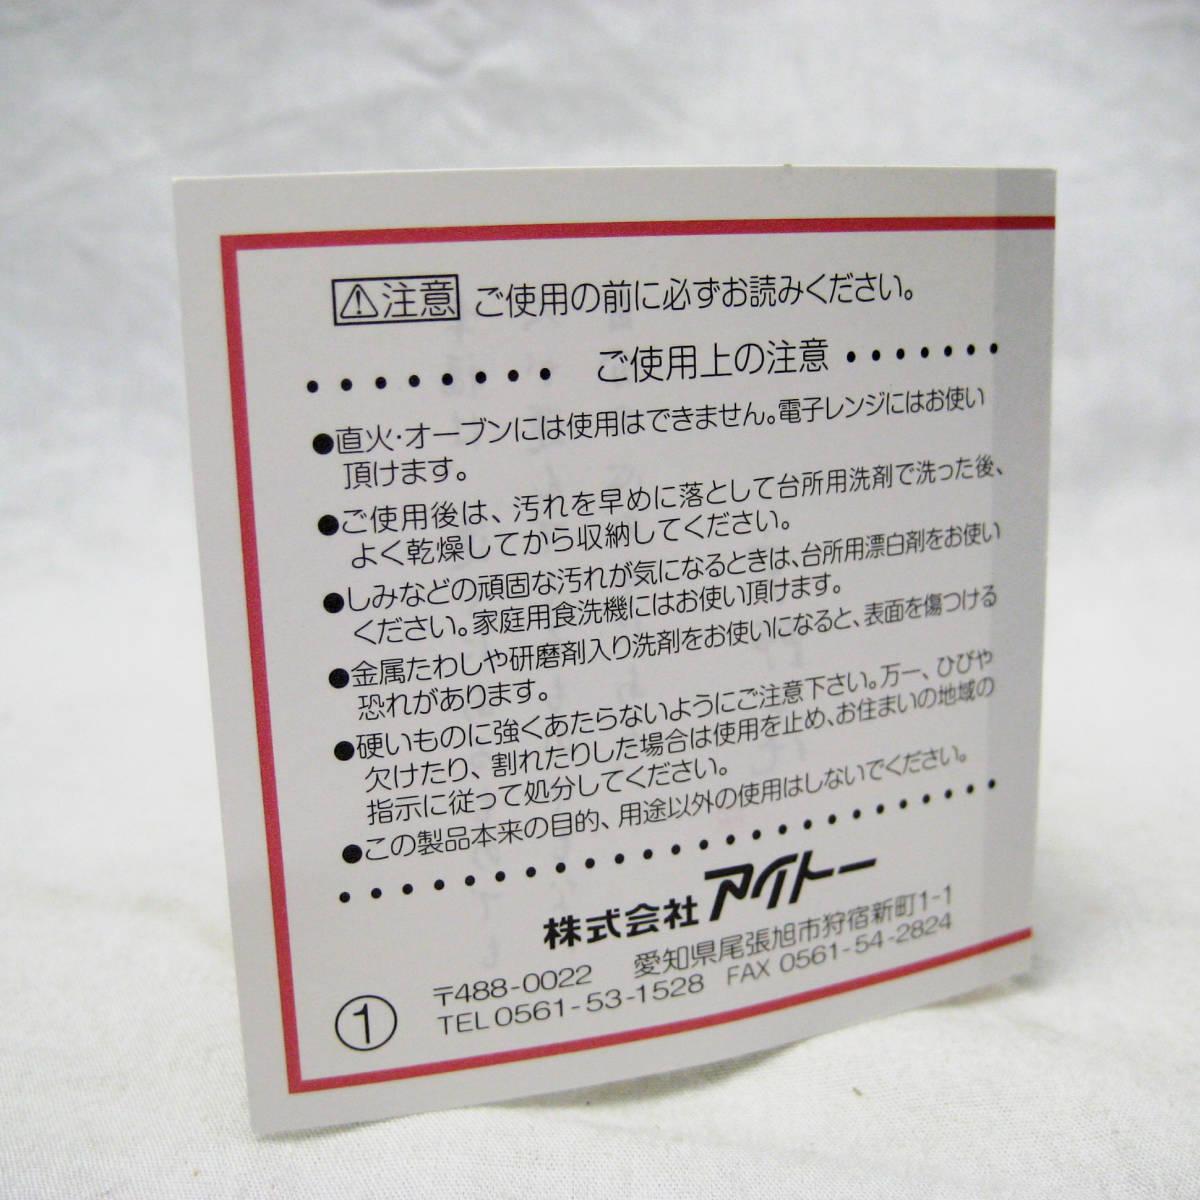 ⚠注意 ご使用の前に必ずお読みください。
ご使用上の注意
●直火・オーブンには使用はできません。電子レンジにはお使い
頂けます。
●ご使用後は、汚れを早めに落として台所用洗剤で洗った後、
よく乾燥してから収納してください。
●しみなどの頑固な汚れが気になるときは、台所用漂白剤をお使い
ください。家庭用食洗機にはお使い頂けます。
●金属たわしや研磨剤入り洗剤をお使いになると、表面を傷つける
恐れがあります。
●硬いものに強くあたらないようにご注意下さい。万一、ひびや
欠けたり、割れたりした場合は使用を止め、お住まいの地域の
指示に従って処分してください。
●この製品本来の目的、用途以外の使用はしないでください。
株式会社 アイトー
〒488-0022 愛知県尾張旭市狩宿新町1-1
TEL 0561-53-1528 FAX 0561-54-2824
①